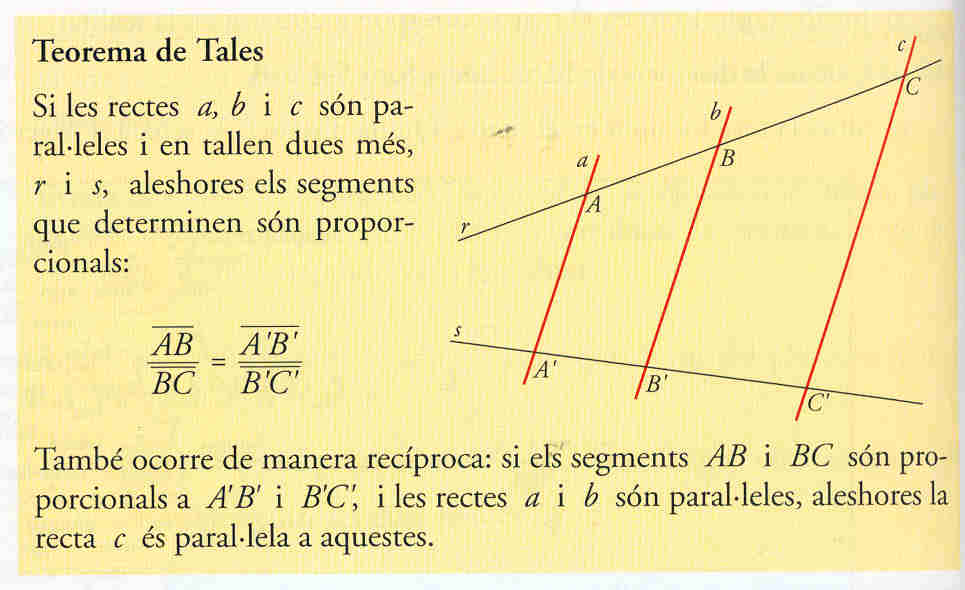 Teorema de Tales
Si les rectes a, b i c són pa-
ral·leles i en tallen dues més,
r i s, aleshores els segments
que determinen són propor-
cionals:
AB/BC = A'B'/B'C'
a
b
c
A
B
C
r
s
A'
B'
C'
També ocorre de manera recíproca: si els segments AB i BC són pro-
porcionals a A'B' i B'C', i les rectes a i b són paral·leles, aleshores la
recta c és paral·lela a aquestes.